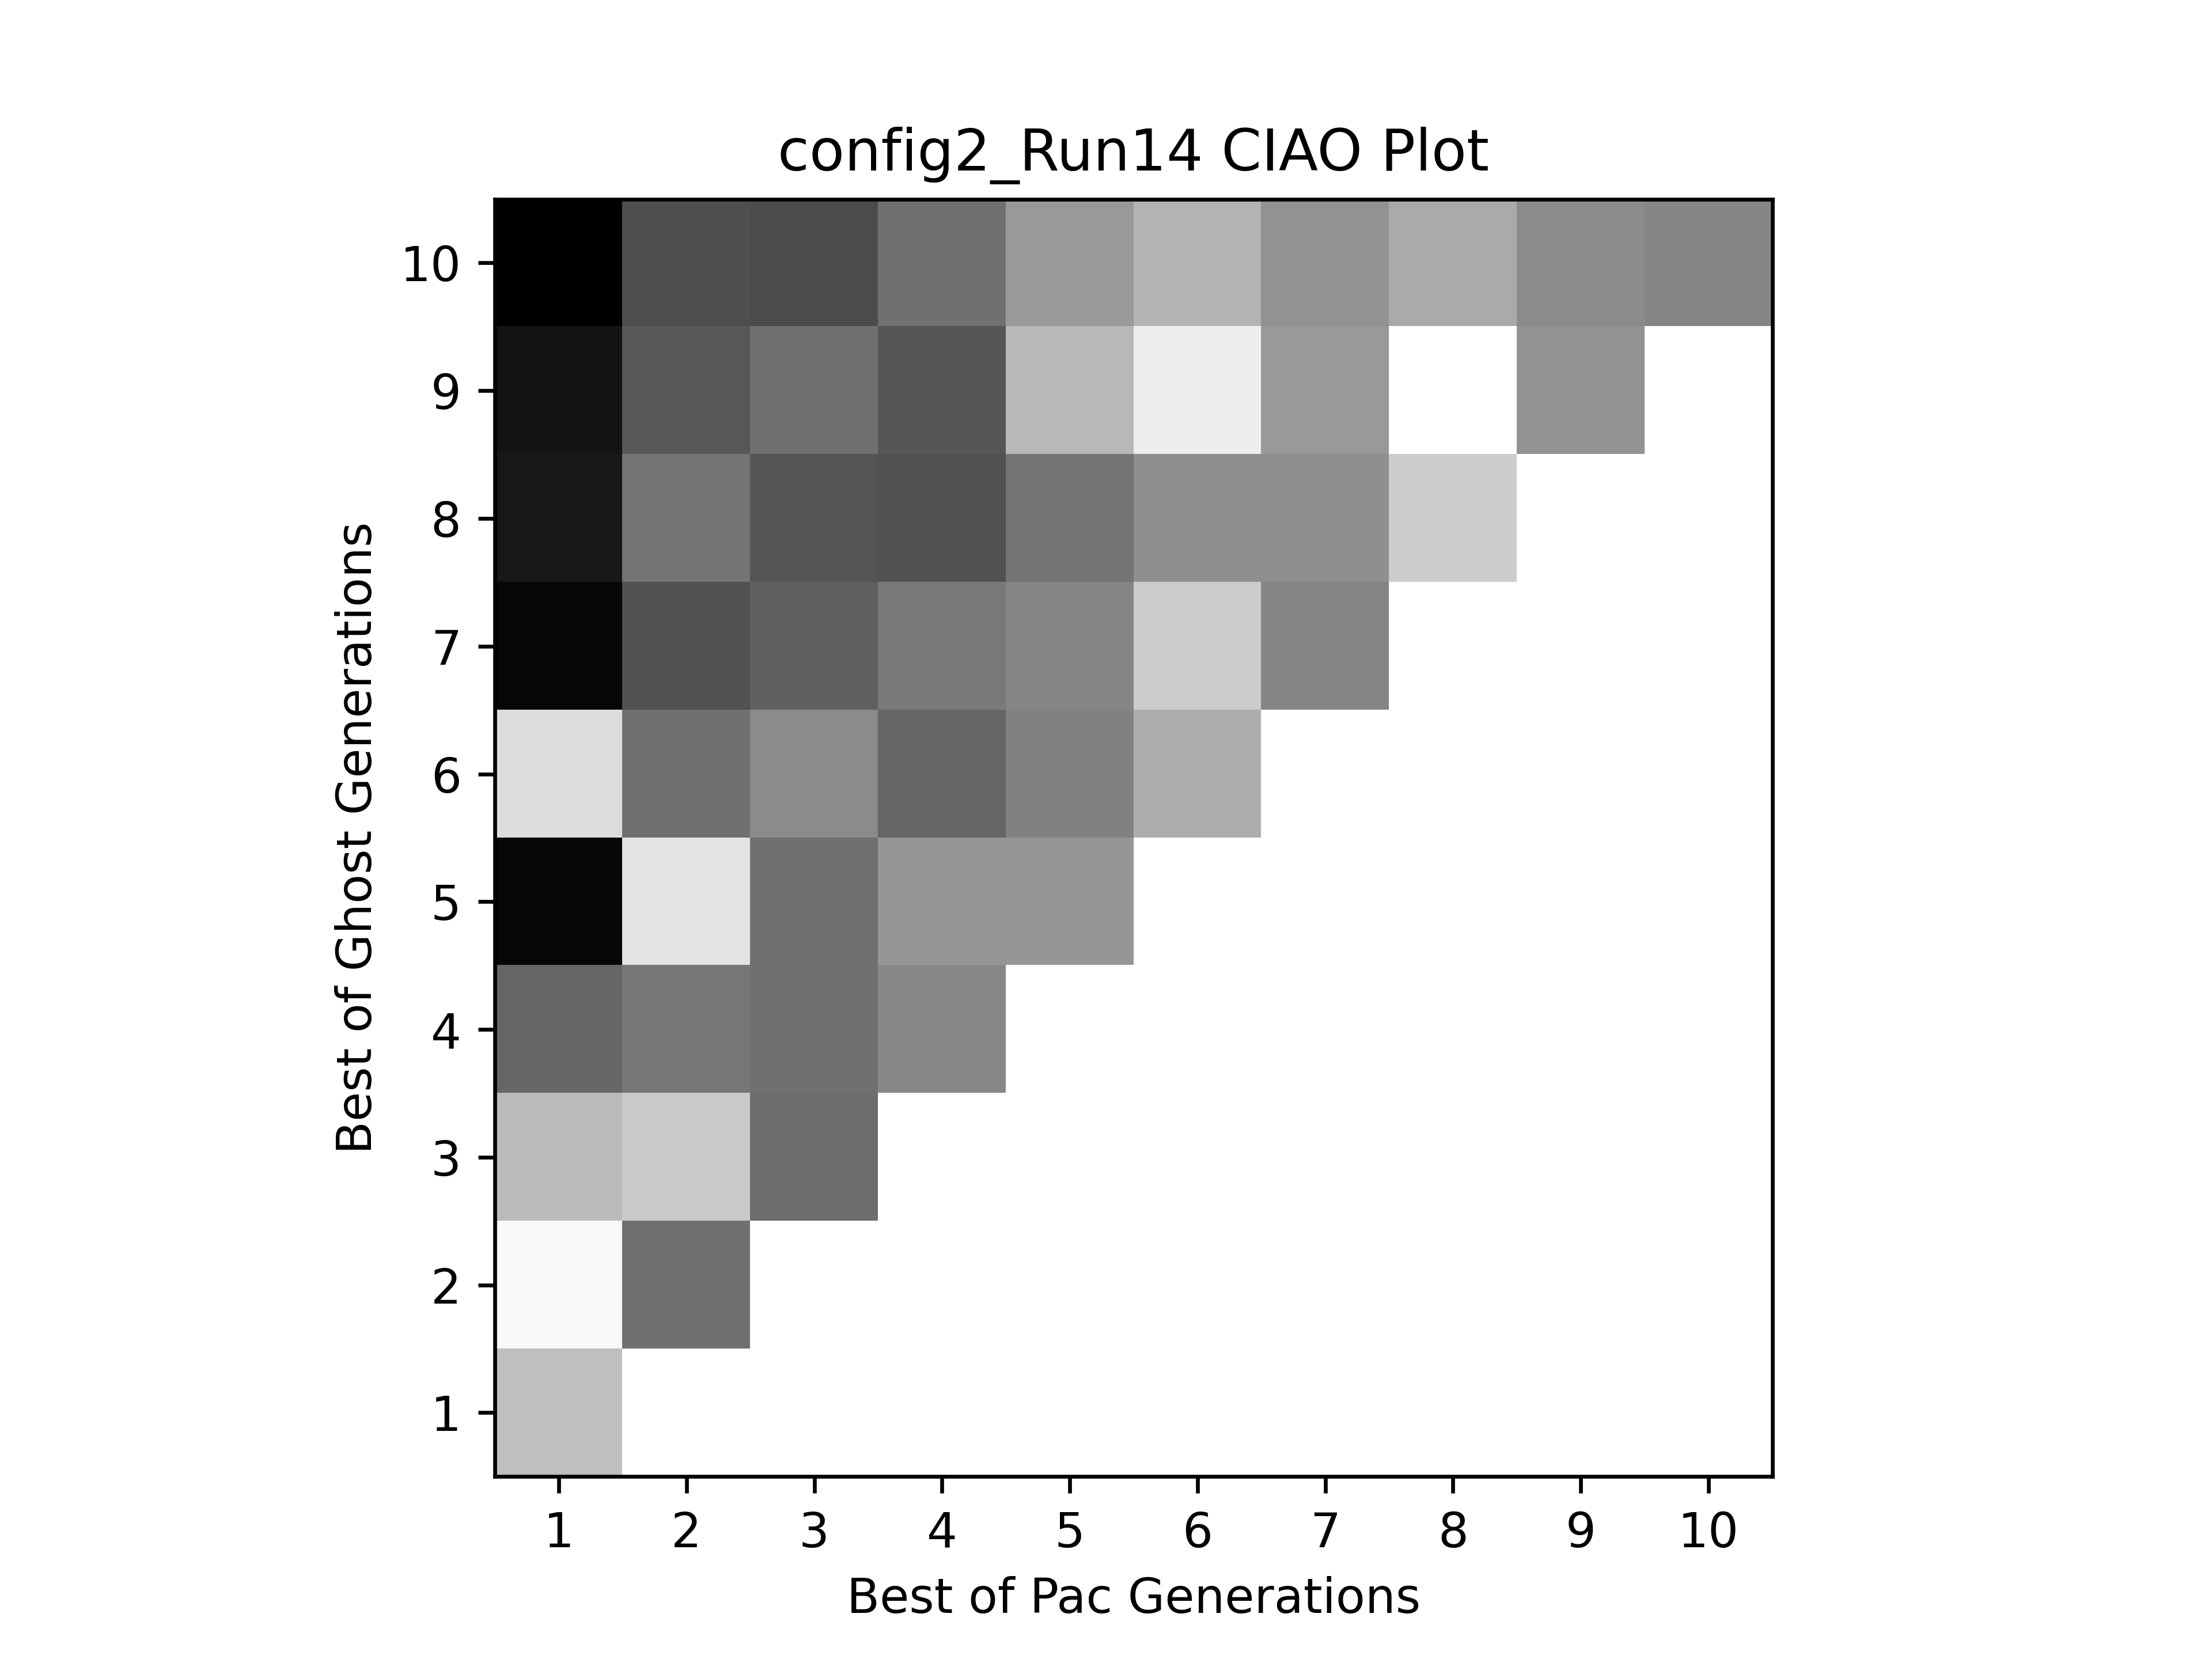 config2_Run14 CIAO Plot
Best of Ghost Generations
10
9
8
7
6
5
4
3
2
1
1 2 3 4 5 6 7 8 9 10
Best of Pac Generations